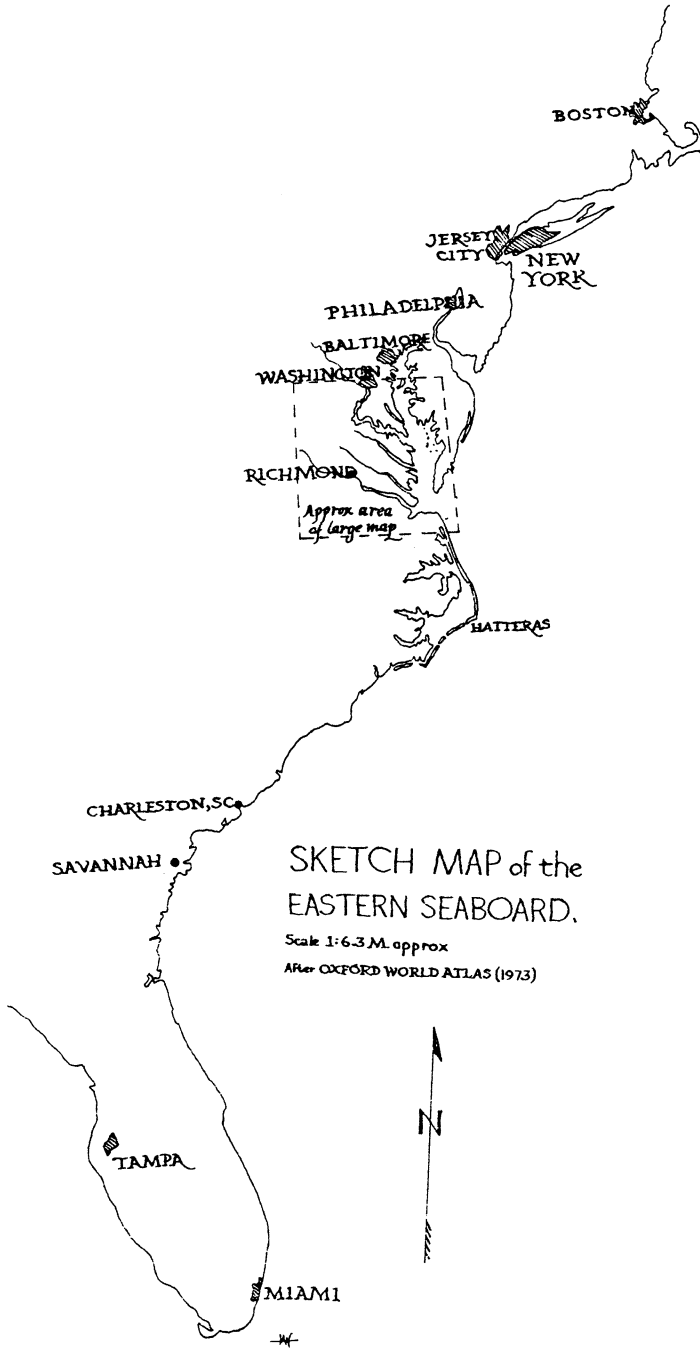 BOSTON
JERSEY
CITY
NEW
YORK
PHILADELPHIA
BALTIMORE
WASHINGTON
RICHMOND
Approx area
of large map
HATTERAS
CHARLESTON, SC
SAVANNAH
SKETCH MAP of the
EASTERN SEABOARD.
Scale 1:6.3 M. approx
After OXFORD WORLD ATLAS (1973)
N
TAMPA
MIAMI